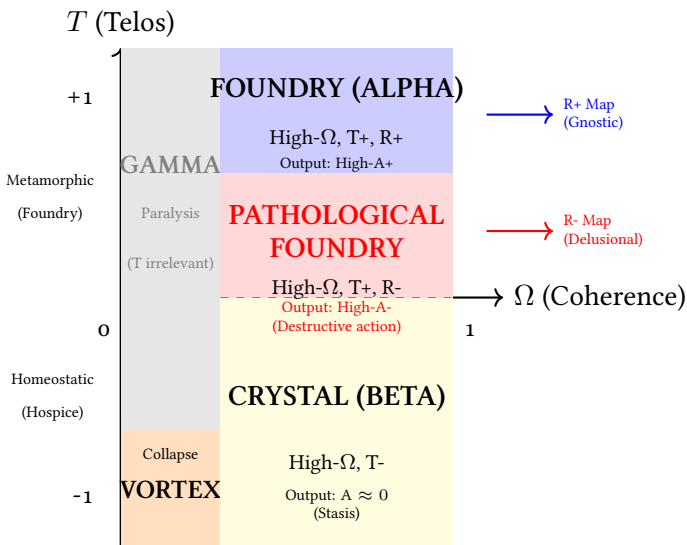 T (Telos)
+1
FOUNDRY (ALPHA)
High-Ω, T+, R+
Output: High-A+
R+ Map
(Gnostic)
GAMMA
Paralysis
(T irrelevant)
Metamorphic
(Foundry)
PATHOLOGICAL
FOUNDRY
High-Ω, T+, R-
Output: High-A-
(Destructive action)
R- Map
(Delusional)
Ω (Coherence)
0
1
Homeostatic
(Hospice)
CRYSTAL (BETA)
High-Ω, T-
Output: A ≈ 0
(Stasis)
Collapse
VORTEX
-1